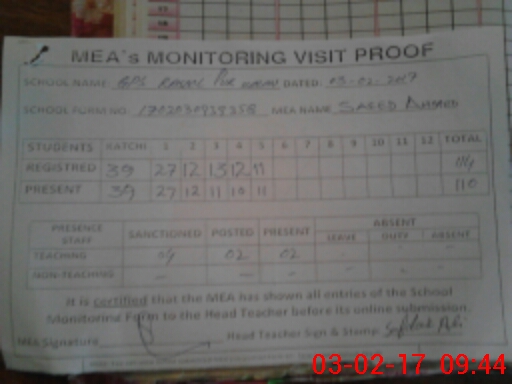 MEA's MONITORING VISIT PROOF
SCHOOL NAME: GPS DATED: 03-02-2017
SCHOOL FORM NO: MEA NAME SAEED AHMAD
STUDENTS KATCHI 1 2 3 4 5 6 7 8 9 10 11 12 TOTAL
REGISTRED 39 27 12 13 12 11
PRESENT 39 27 12 11 10 11 110
PRESENCE STAFF SANCTIONED POSTED PRESENT ABSENT
LEAVE DUTY ABSENT
TEACHING 04 02 02 - - -
NON-TEACHING - - - - - -
It is certified that the MEA has shown all entries of the School
Monitoring Form to the Head Teacher before its online submission.
MEA Signature Head Teacher Sign & Stamp
03-02-17 09:44